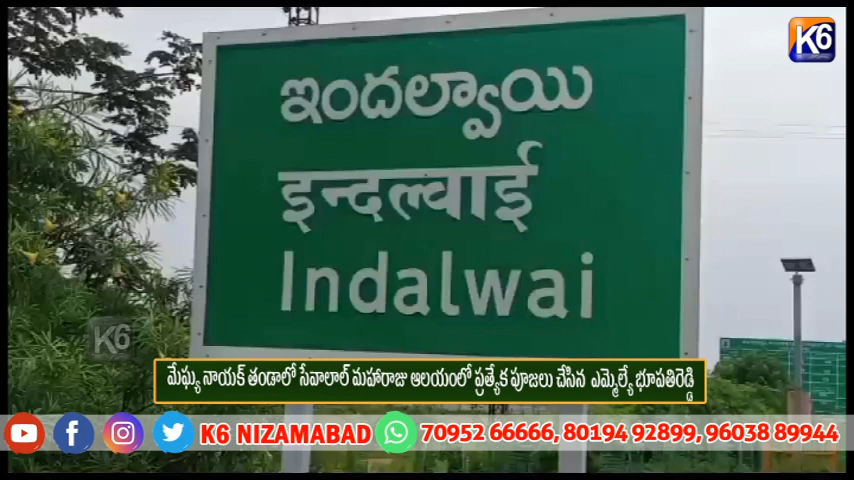 K6
ఇందల్వాయి
इन्दल्वाई
Indalwai
K6
మేఘ్య నాయక్ తండాలో సేవాలాల్ మహారాజు ఆలయంలో ప్రత్యేక పూజలు చేసిన ఎమ్మెల్యే భూపతిరెడ్డి
K6 NIZAMABAD 70952 66666, 80194 92899, 96038 89944